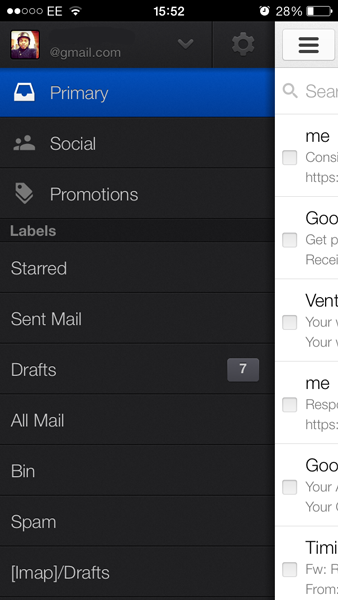 EE 15:52 28%
@gmail.com
Primary
Social
Promotions
Labels
Starred
Sent Mail
Drafts 7
All Mail
Bin
Spam
[Imap]/Drafts
Sear
me
Consi
https:
Goo
Get p
Recei
Vent
Your w
Your w
me
Respo
https:
Goo
Your A
Your C
Timi
Fw: R
From: